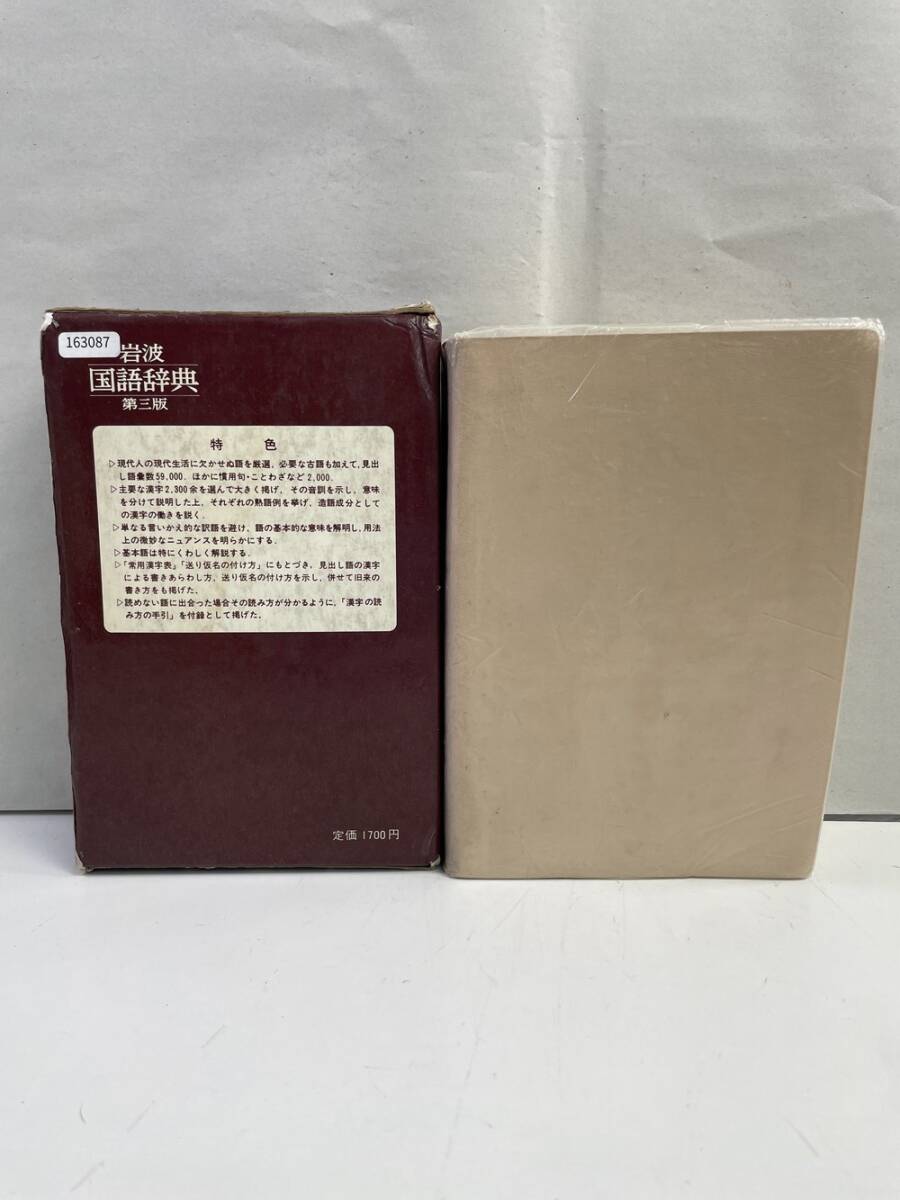 163087
岩波
国語辞典
第三版
特 色
▷現代人の現代生活に欠かせぬ語を厳選。必要な古語も加えて,見出
し語彙数59,000. ほかに慣用句・ことわざなど2,000.
▷主要な漢字2,300余を選んで大きく掲げ, その音訓を示し, 意味
を分けて説明した上, それぞれの熟語例を挙げ, 造語成分として
の漢字の働きを説く.
▷単なる言いかえ的な訳語を避け, 語の基本的な意味を解明し,用法
上の微妙なニュアンスを明らかにする.
▷基本語は特にくわしく解説する.
▷「常用漢字表」「送り仮名の付け方」にもとづき, 見出し語の漢字
による書きあらわし方, 送り仮名の付け方を示し, 併せて旧来の
書き方をも掲げた.
▷読めない語に出合った場合その読み方が分かるように,「漢字の読
み方の手引」を付録として掲げた.
定価 1700円